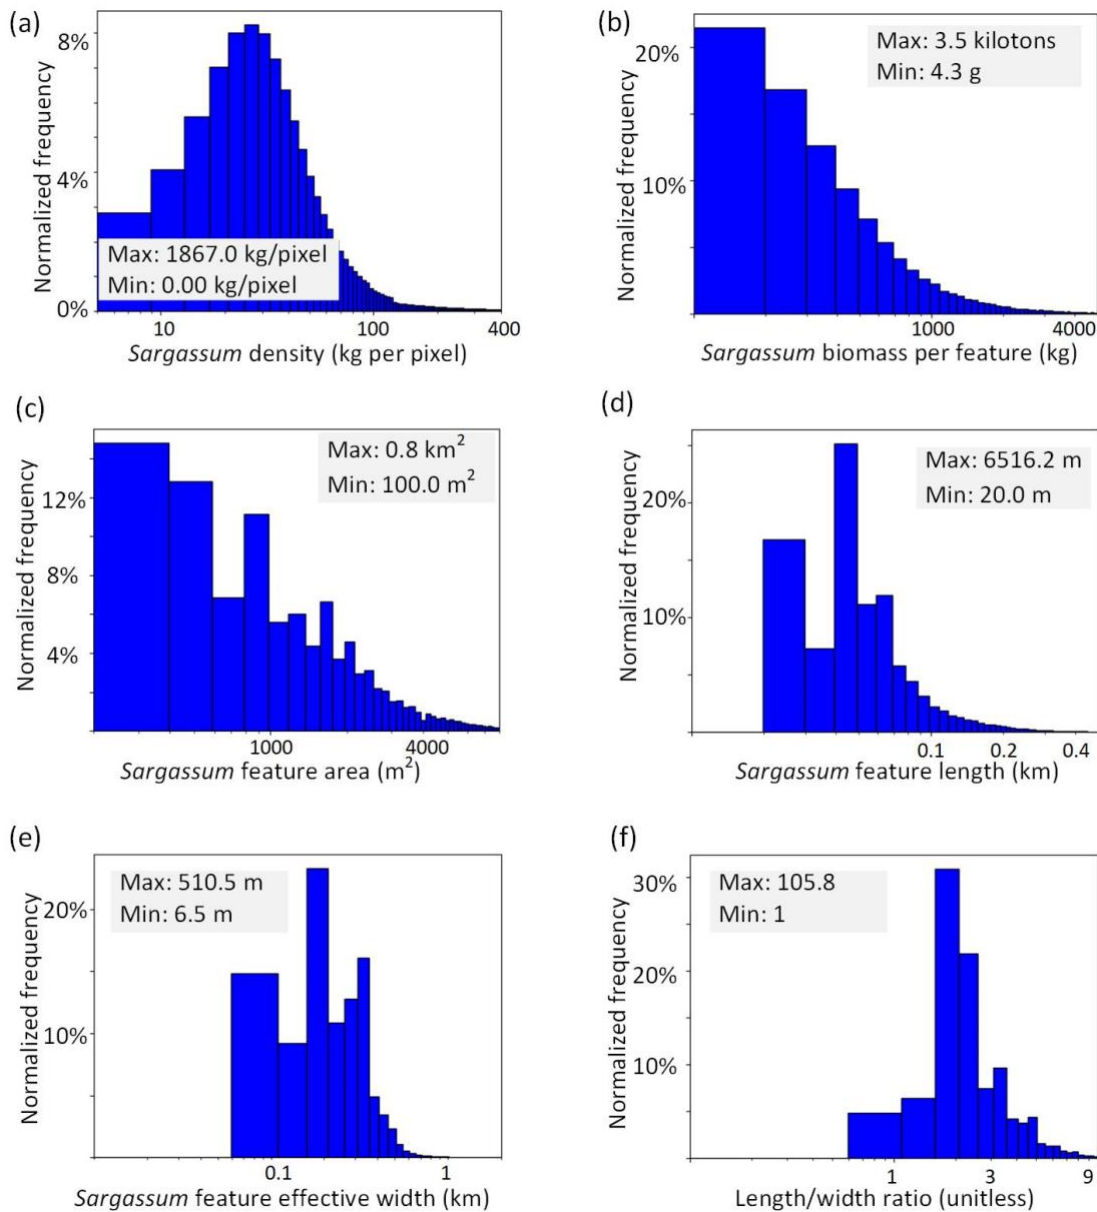 (a)
Normalized frequency
8%
4%
0%
Max: 1867.0 kg/pixel
Min: 0.00 kg/pixel
10
100
400
Sargassum density (kg per pixel)
(b)
Normalized frequency
20%
10%
Max: 3.5 kilotons
Min: 4.3 g
1000
4000
Sargassum biomass per feature (kg)
(c)
Normalized frequency
12%
8%
4%
Max: 0.8 km²
Min: 100.0 m²
1000
4000
Sargassum feature area (m²)
(d)
Normalized frequency
20%
10%
Max: 6516.2 m
Min: 20.0 m
0.1
0.2
0.4
Sargassum feature length (km)
(e)
Normalized frequency
20%
10%
Max: 510.5 m
Min: 6.5 m
0.1
1
Sargassum feature effective width (km)
(f)
Normalized frequency
30%
20%
10%
Max: 105.8
Min: 1
1
3
9
Length/width ratio (unitless)